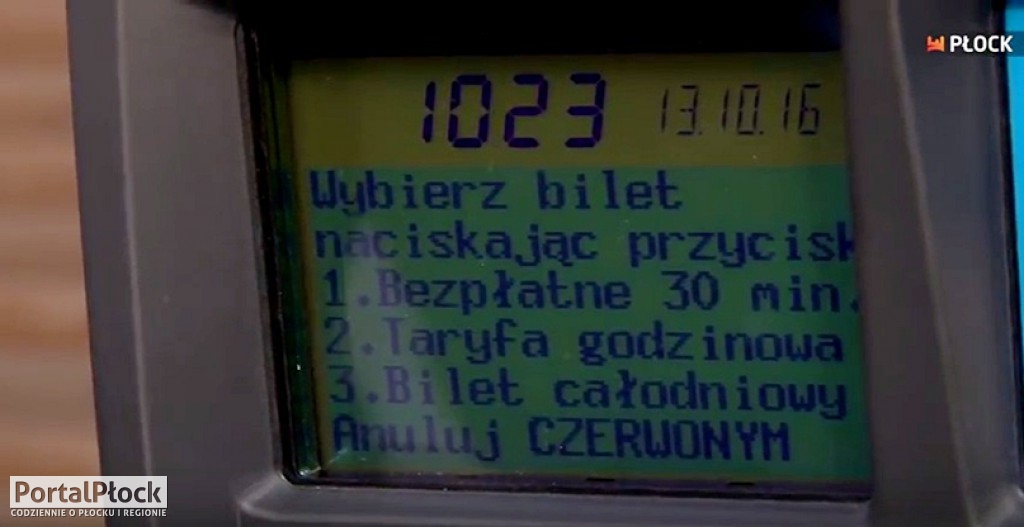 PŁOCK
1023 13.10.16
Wybierz bilet
naciskając przycisk
1.Bezpłatne 30 min.
2.Taryfa godzinowa
3.Bilet całodniowy
Anuluj CZERWONYM
PortalPłock
CODZIENNIE O PŁOCKU I REGIONIE